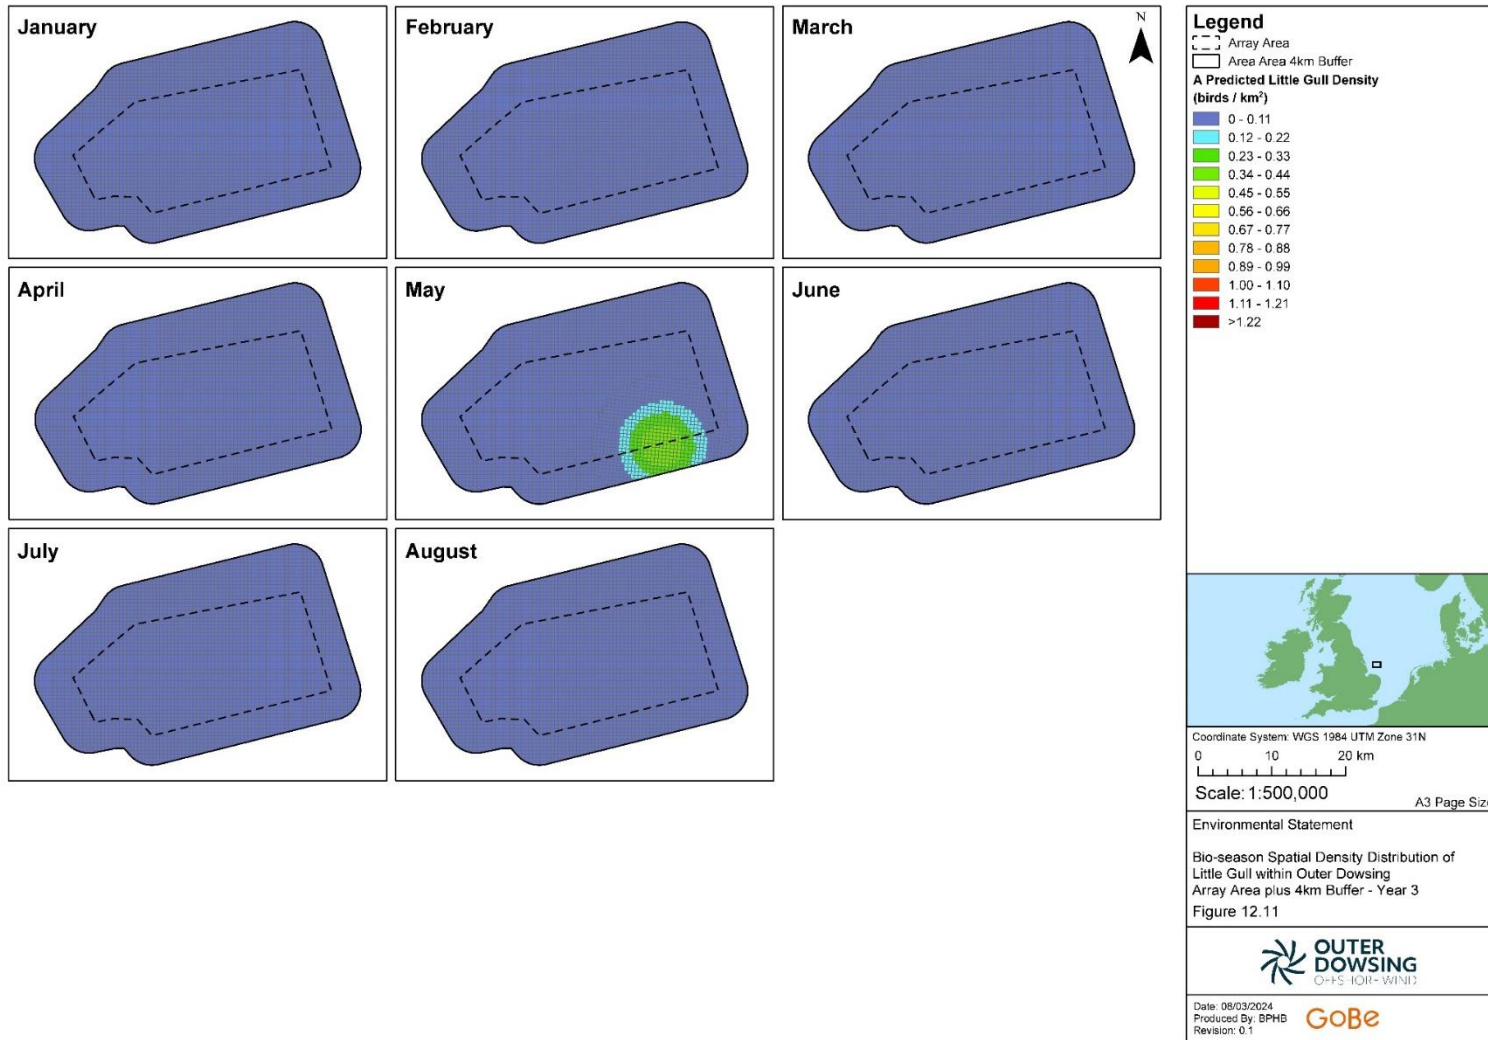 January
February
March
N
April
May
June
July
August
Legend
Array Area
Area Area 4km Buffer
A Predicted Little Gull Density
(birds / km²)
0 - 0.11
0.12 - 0.22
0.23 - 0.33
0.34 - 0.44
0.45 - 0.55
0.56 - 0.66
0.67 - 0.77
0.78 - 0.88
0.89 - 0.99
1.00 - 1.10
1.11 - 1.21
>1.22
Coordinate System: WGS 1984 UTM Zone 31N
0 10 20 km
Scale: 1:500,000
A3 Page Size
Environmental Statement
Bio-season Spatial Density Distribution of
Little Gull within Outer Dowsing
Array Area plus 4km Buffer - Year 3
Figure 12.11
OUTER
DOWSING
OFFSHORE WIND
Date: 08/03/2024
Produced By: BPHB
Revision: 0.1
GoBe